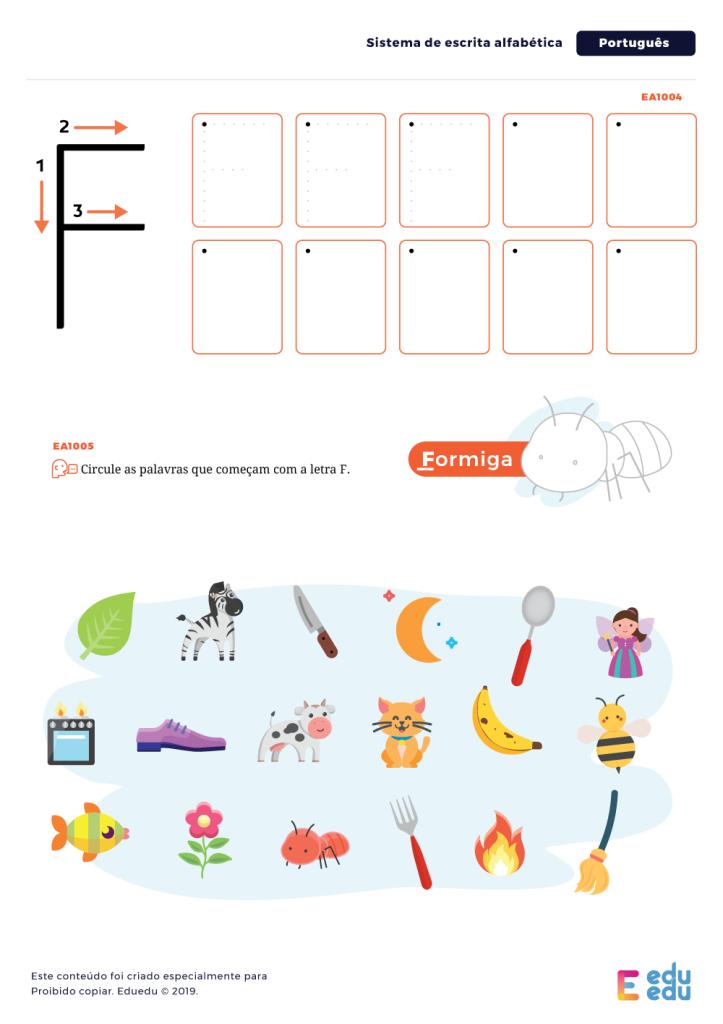 Sistema de escrita alfabética
Português
EA1004
2
1
3
EA1005
Circule as palavras que começam com a letra F.
Formiga
Este conteúdo foi criado especialmente para
Proibido copiar. Eduedu © 2019.
E edu
edu